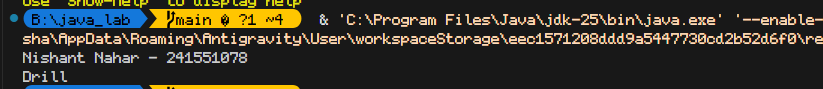 Use "Show-Help" to display help
B:\java_lab main ?1 ~4 & 'C:\Program Files\Java\jdk-25\bin\java.exe' '--enable-
sha\AppData\Roaming\Antigravity\User\workspaceStorage\eec1571208ddd9a5447730cd2b52d6f0\re
Nishant Nahar - 241551078
Drill